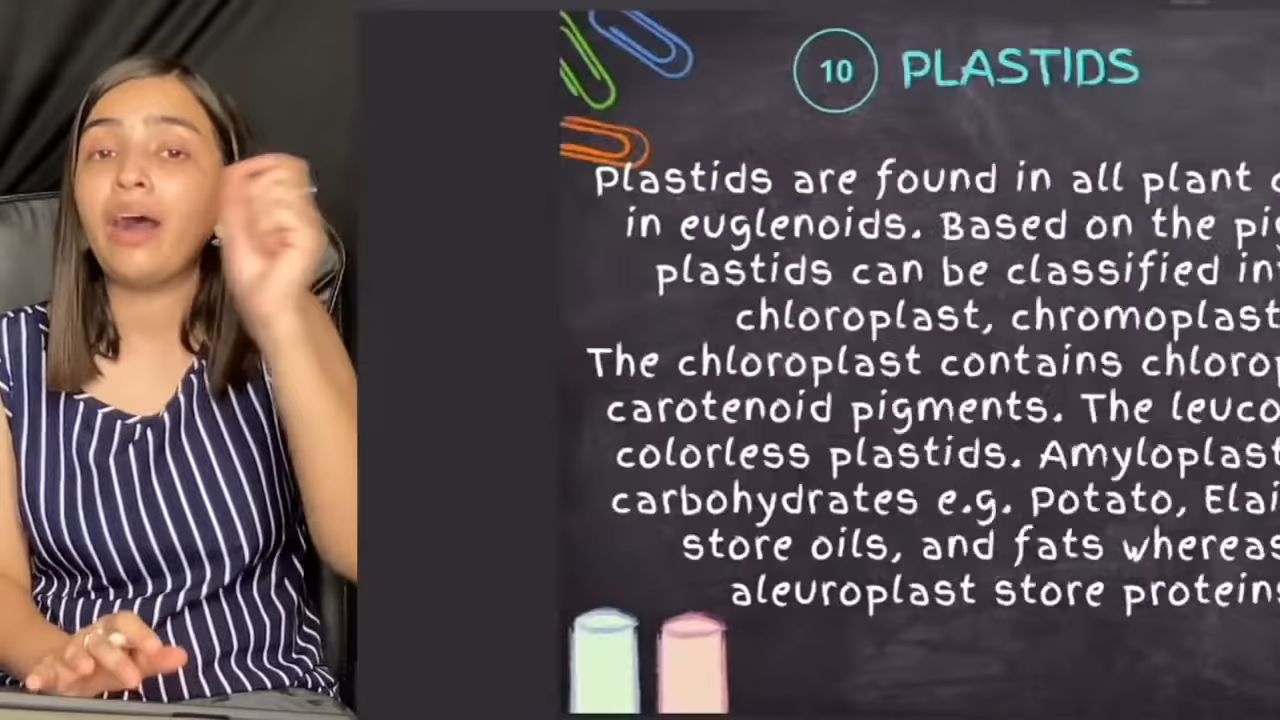 10 PLASTIDS
Plastids are found in all plant
in euglenoids. Based on the
plastids can be classified
chloroplast, chromoplast
The chloroplast contains
carotenoid pigments. The
colorless plastids. Amyloplast
carbohydrates e.g. Potato,
store oils, and fats whereas
aleuroplast store proteins